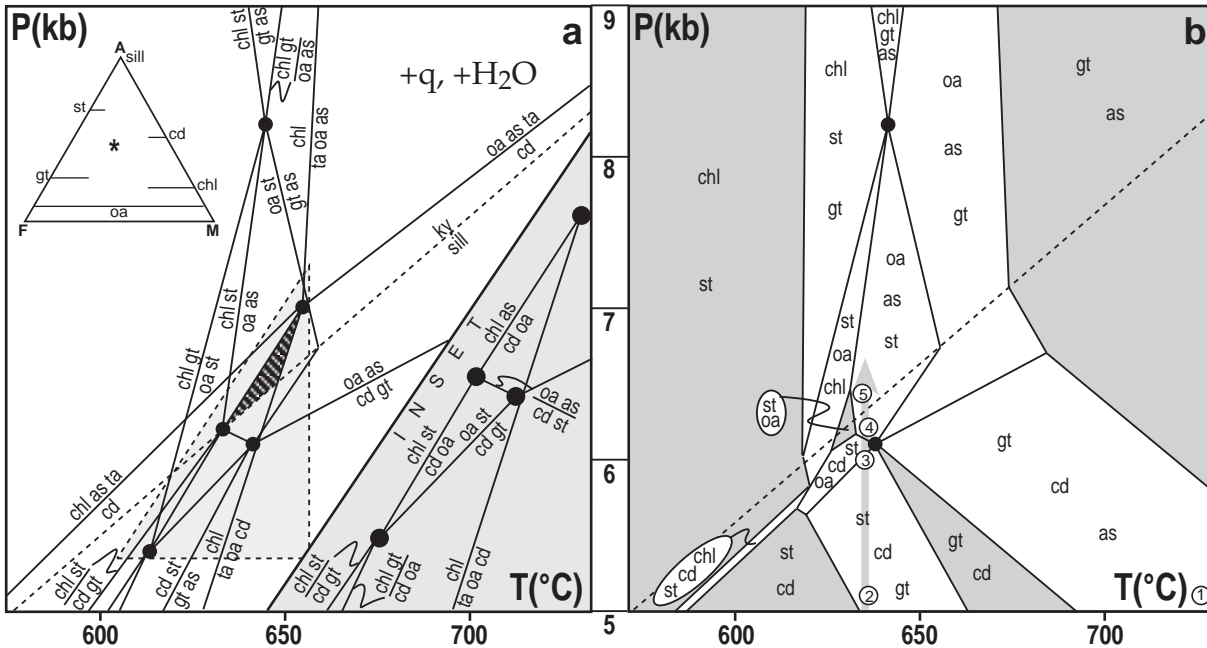 P(kb)
a
+q, +H2O
A
sill
st
cd
*
gt
chl
oa
F
M
chl st
gt as
chl gt
oa as
chl
ta oa as
oa st
gt as
oa as ta
cd
ky
sill
chl st
oa as
chl gt
oa st
oa as
cd gt
chl as ta
cd
chl st
cd gt
cd st
gt as
chl
ta oa cd
INSET
chl as
cd oa
oa as
cd st
chl st
cd oa
oa st
cd gt
chl st
cd gt
chl gt
cd oa
chl
ta oa cd
T(°C)
600
650
700
9
8
7
6
5
P(kb)
b
chl
gt
as
chl
st
gt
oa
as
gt
gt
as
chl
st
oa
as
st
st
oa
chl
st
oa
st
cd
oa
5
4
3
gt
cd
as
chl
cd
st
st
cd
st
cd
gt
gt
cd
2
1
T(°C)
600
650
700